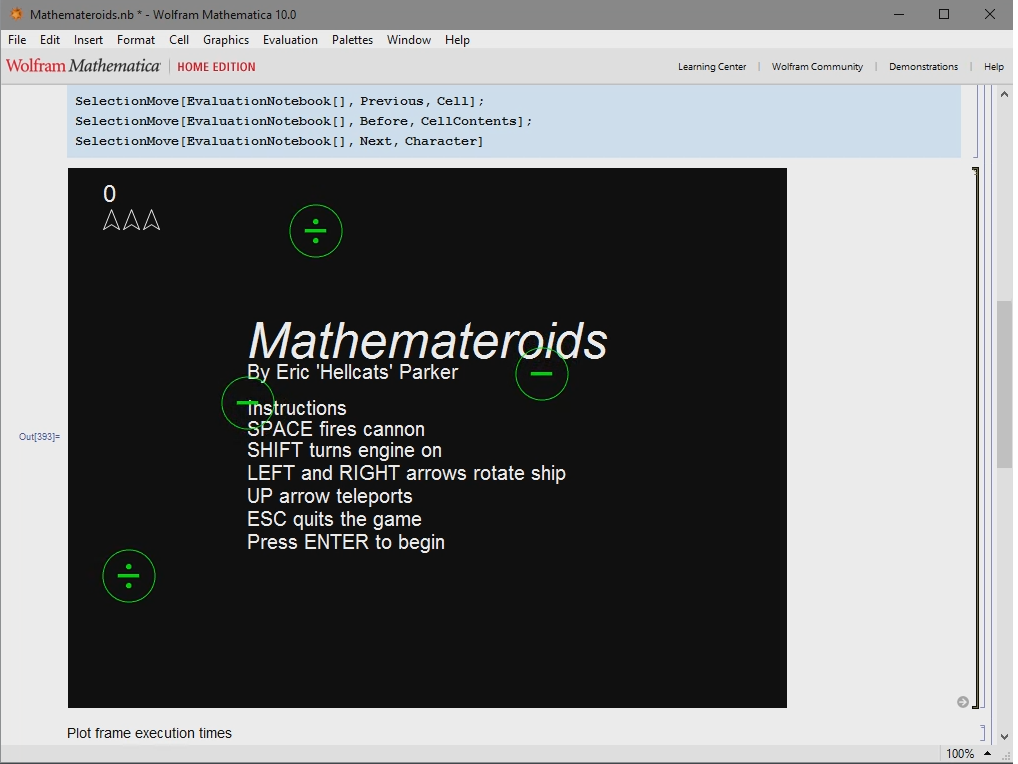 Mathemateroids.nb * - Wolfram Mathematica 10.0
File Edit Insert Format Cell Graphics Evaluation Palettes Window Help
Wolfram Mathematica | HOME EDITION
Learning Center | Wolfram Community | Demonstrations | Help
SelectionMove[EvaluationNotebook[], Previous, Cell];
SelectionMove[EvaluationNotebook[], Before, CellContents];
SelectionMove[EvaluationNotebook[], Next, Character]
0
÷
Mathemateroids
By Eric 'Hellcats' Parker
−
−
Instructions
SPACE fires cannon
Out[393]=
SHIFT turns engine on
LEFT and RIGHT arrows rotate ship
UP arrow teleports
ESC quits the game
Press ENTER to begin
÷
Plot frame execution times
100%